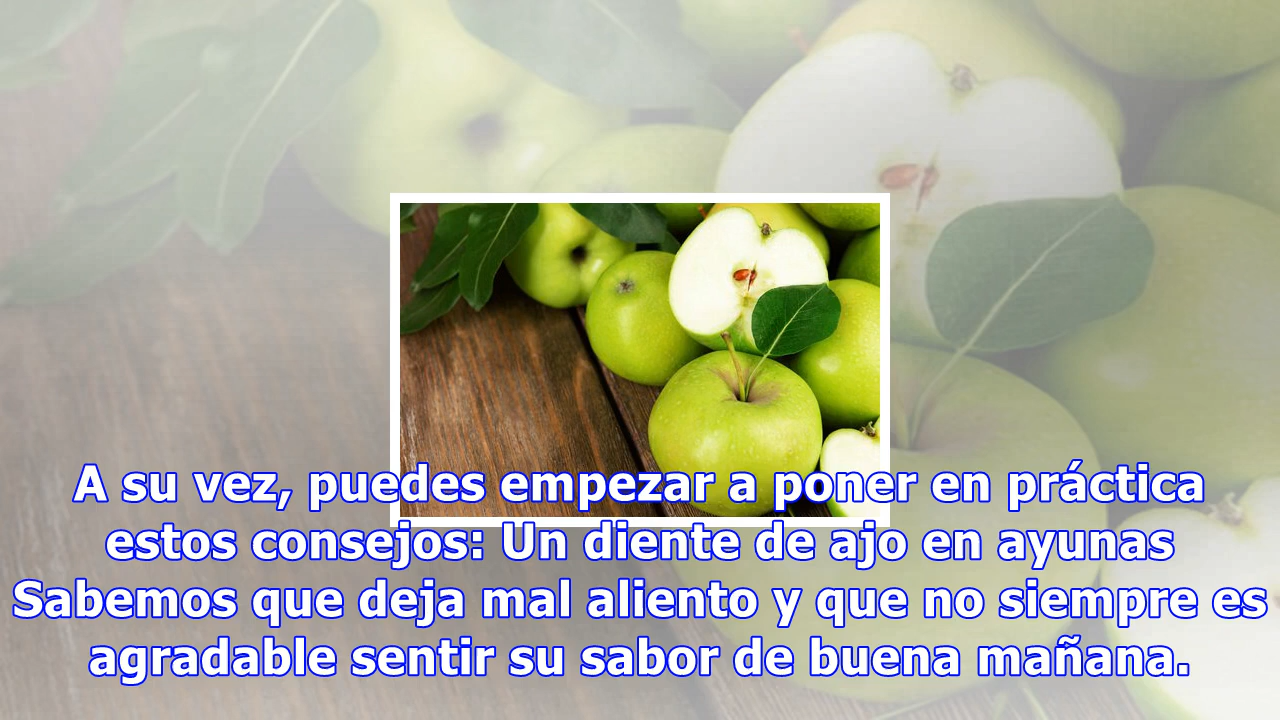 A su vez, puedes empezar a poner en práctica
estos consejos: Un diente de ajo en ayunas
Sabemos que deja mal aliento y que no siempre es
agradable sentir su sabor de buena mañana.